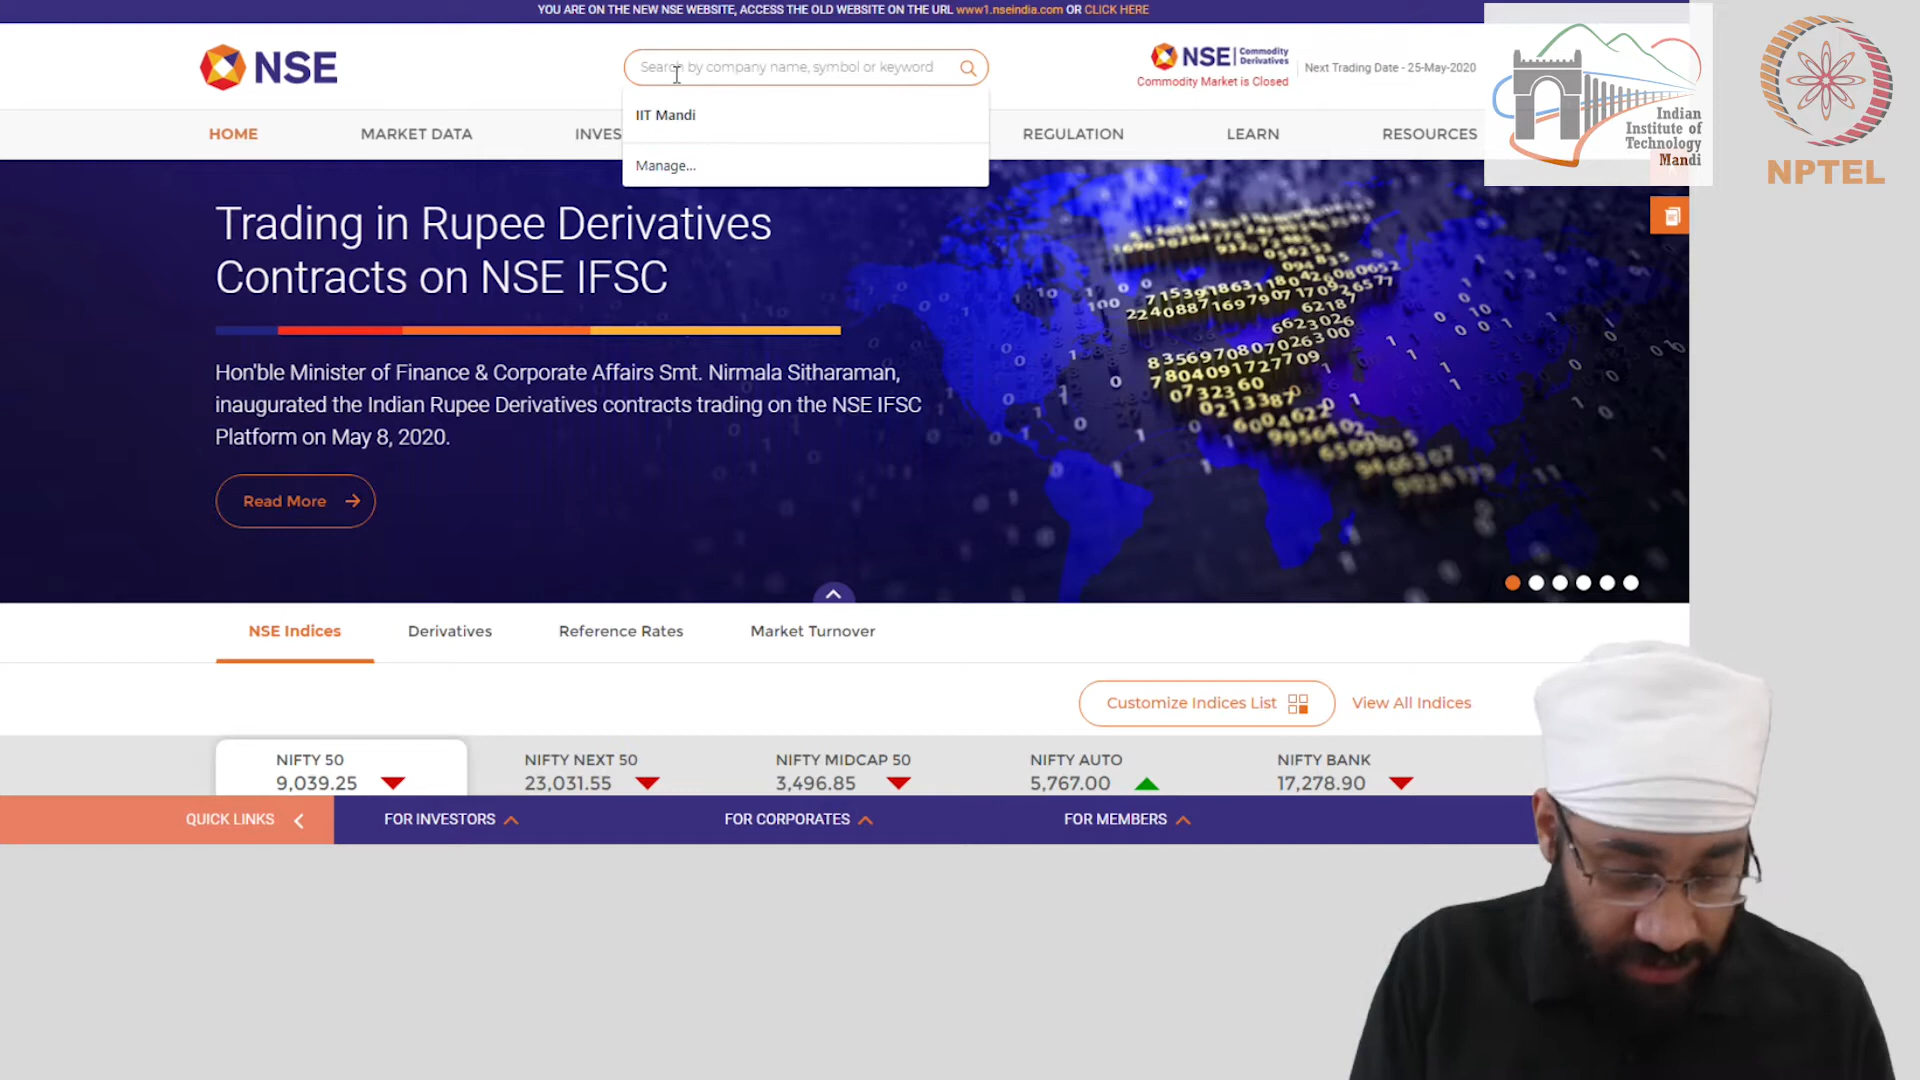 YOU ARE ON THE NEW NSE WEBSITE, ACCESS THE OLD WEBSITE ON THE URL www1.nseindia.com OR CLICK HERE
NSE
Search by company name, symbol or keyword
NSE Commodity Derivatives
Commodity Market is Closed
Next Trading Date - 25-May-2020
IIT Mandi
Manage...
HOME
MARKET DATA
INVES
REGULATION
LEARN
RESOURCES
Indian
Institute of
Technology
Mandi
NPTEL
Trading in Rupee Derivatives
Contracts on NSE IFSC
Hon'ble Minister of Finance & Corporate Affairs Smt. Nirmala Sitharaman,
inaugurated the Indian Rupee Derivatives contracts trading on the NSE IFSC
Platform on May 8, 2020.
Read More
NSE Indices
Derivatives
Reference Rates
Market Turnover
Customize Indices List
View All Indices
NIFTY 50
9,039.25
NIFTY NEXT 50
23,031.55
NIFTY MIDCAP 50
3,496.85
NIFTY AUTO
5,767.00
NIFTY BANK
17,278.90
QUICK LINKS
FOR INVESTORS
FOR CORPORATES
FOR MEMBERS